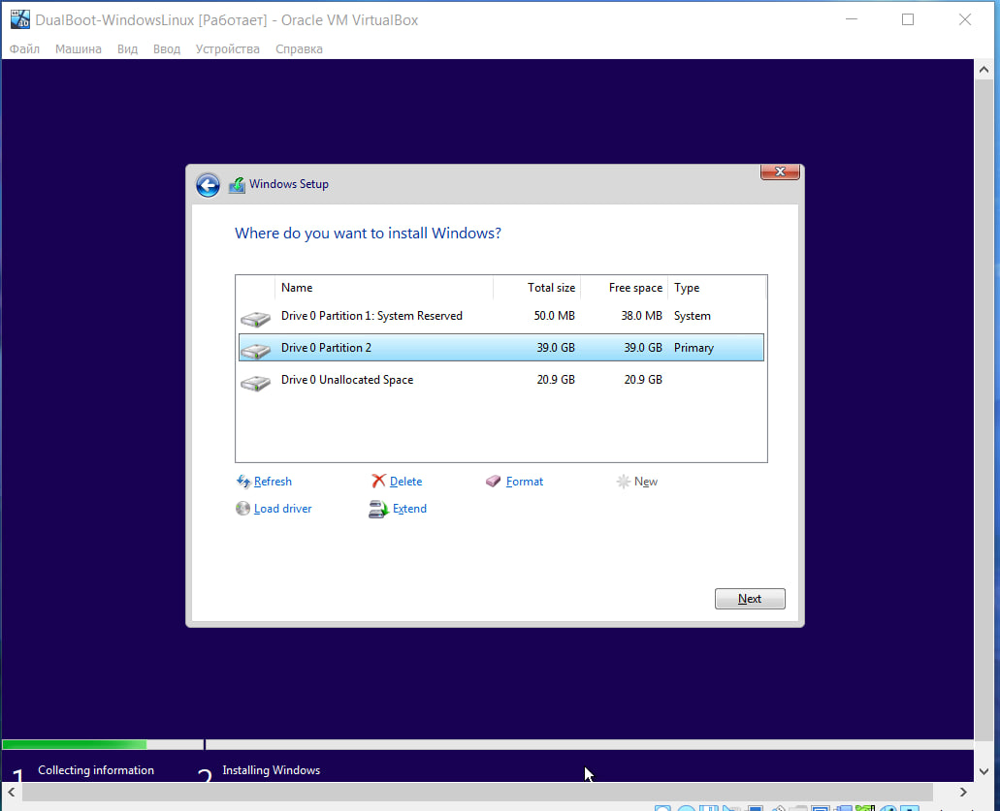 DualBoot-WindowsLinux [Работает] - Oracle VM VirtualBox
Файл Машина Вид Ввод Устройства Справка
Windows Setup
Where do you want to install Windows?
Name Total size Free space Type
Drive 0 Partition 1: System Reserved 50.0 MB 38.0 MB System
Drive 0 Partition 2 39.0 GB 39.0 GB Primary
Drive 0 Unallocated Space 20.9 GB 20.9 GB
Refresh Delete Format New
Load driver Extend
Next
1 Collecting information 2 Installing Windows